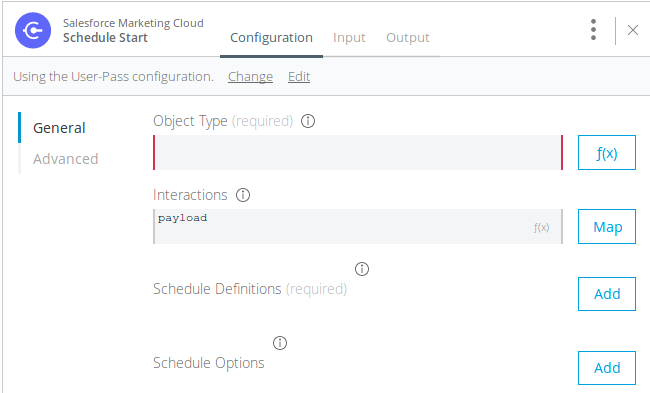 Salesforce Marketing Cloud
Schedule Start
Configuration Input Output
Using the User-Pass configuration. Change Edit
General
Advanced
Object Type (required)
ƒ(x)
Interactions
payload ƒ(x)
Map
Schedule Definitions (required)
Add
Schedule Options
Add